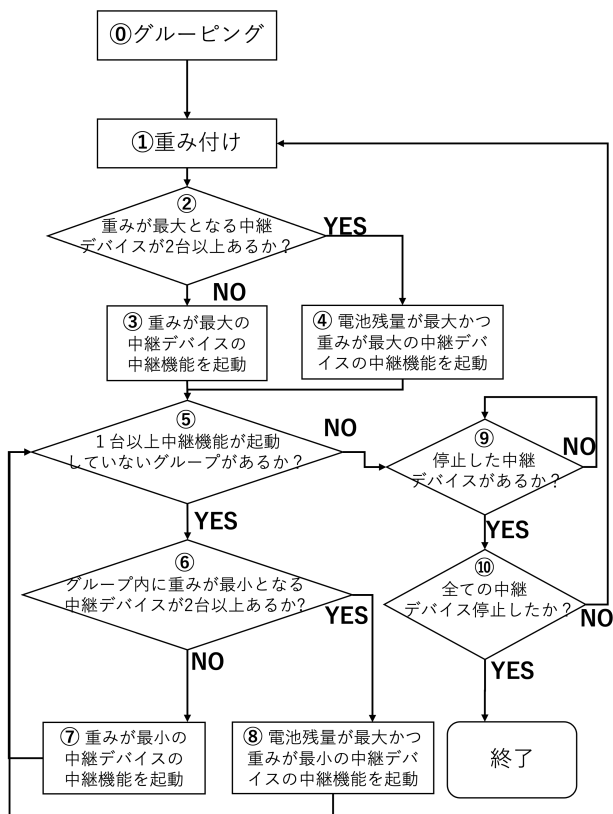 ⓪グルーピング
①重み付け
②
重みが最大となる中継
デバイスが2台以上あるか？
YES
NO
③ 重みが最大の
中継デバイスの
中継機能を起動
④ 電池残量が最大かつ
重みが最大の中継デバ
イスの中継機能を起動
⑤
１台以上中継機能が起動
していないグループがあるか？
NO
YES
⑨
停止した中継
デバイスがあるか？
NO
YES
⑥
グループ内に重みが最小となる
中継デバイスが2台以上あるか?
YES
NO
⑩
全ての中継
デバイス停止したか？
NO
YES
⑦ 重みが最小の
中継デバイスの
中継機能を起動
⑧ 電池残量が最大かつ
重みが最小の中継デバ
イスの中継機能を起動
終了